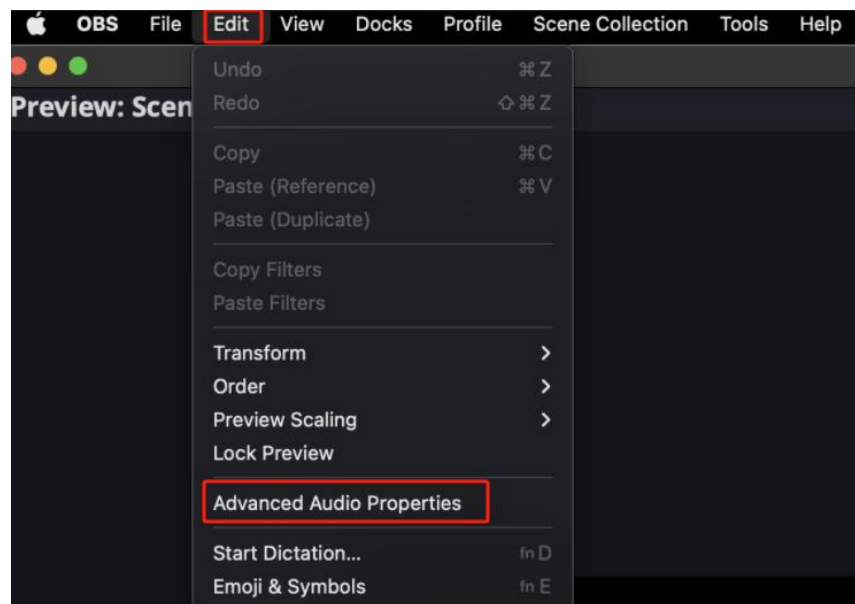 OBS File Edit View Docks Profile Scene Collection Tools Help
Preview: Scen
Undo ⌘ Z
Redo ⇧ ⌘ Z
Copy ⌘ C
Paste (Reference) ⌘ V
Paste (Duplicate)
Copy Filters
Paste Filters
Transform
Order
Preview Scaling
Lock Preview
Advanced Audio Properties
Start Dictation... fn D
Emoji & Symbols fn E